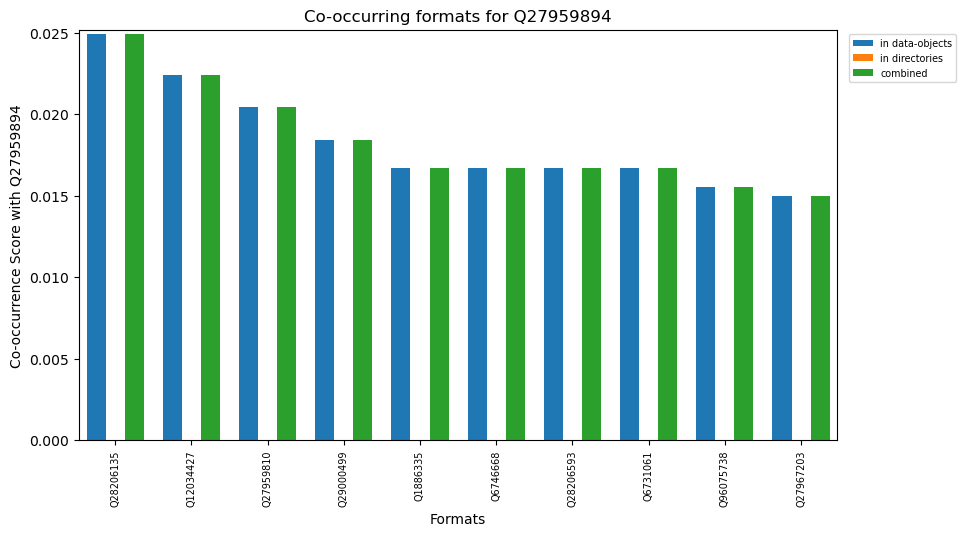 Co-occurring formats for Q27959894
Co-occurrence Score with Q27959894
0.025
0.020
0.015
0.010
0.005
0.000
in data-objects
in directories
combined
Q28206135
Q12034427
Q27959810
Q29000499
Q1886335
Q6746668
Q28206593
Q6731061
Q96075738
Q27967203
Formats